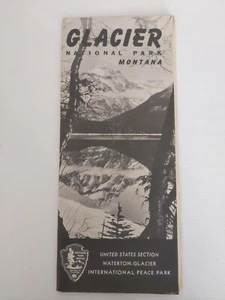 GLACIER
NATIONAL PARK
MONTANA
UNITED STATES SECTION
WATERTON-GLACIER
INTERNATIONAL PEACE PARK